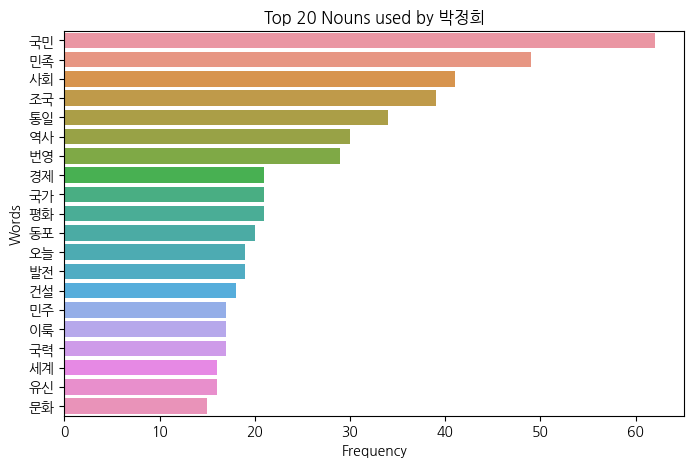 Top 20 Nouns used by 박정희
Words
국민
민족
사회
조국
통일
역사
번영
경제
국가
평화
동포
오늘
발전
건설
민주
이룩
국력
세계
유신
문화
0 10 20 30 40 50 60
Frequency